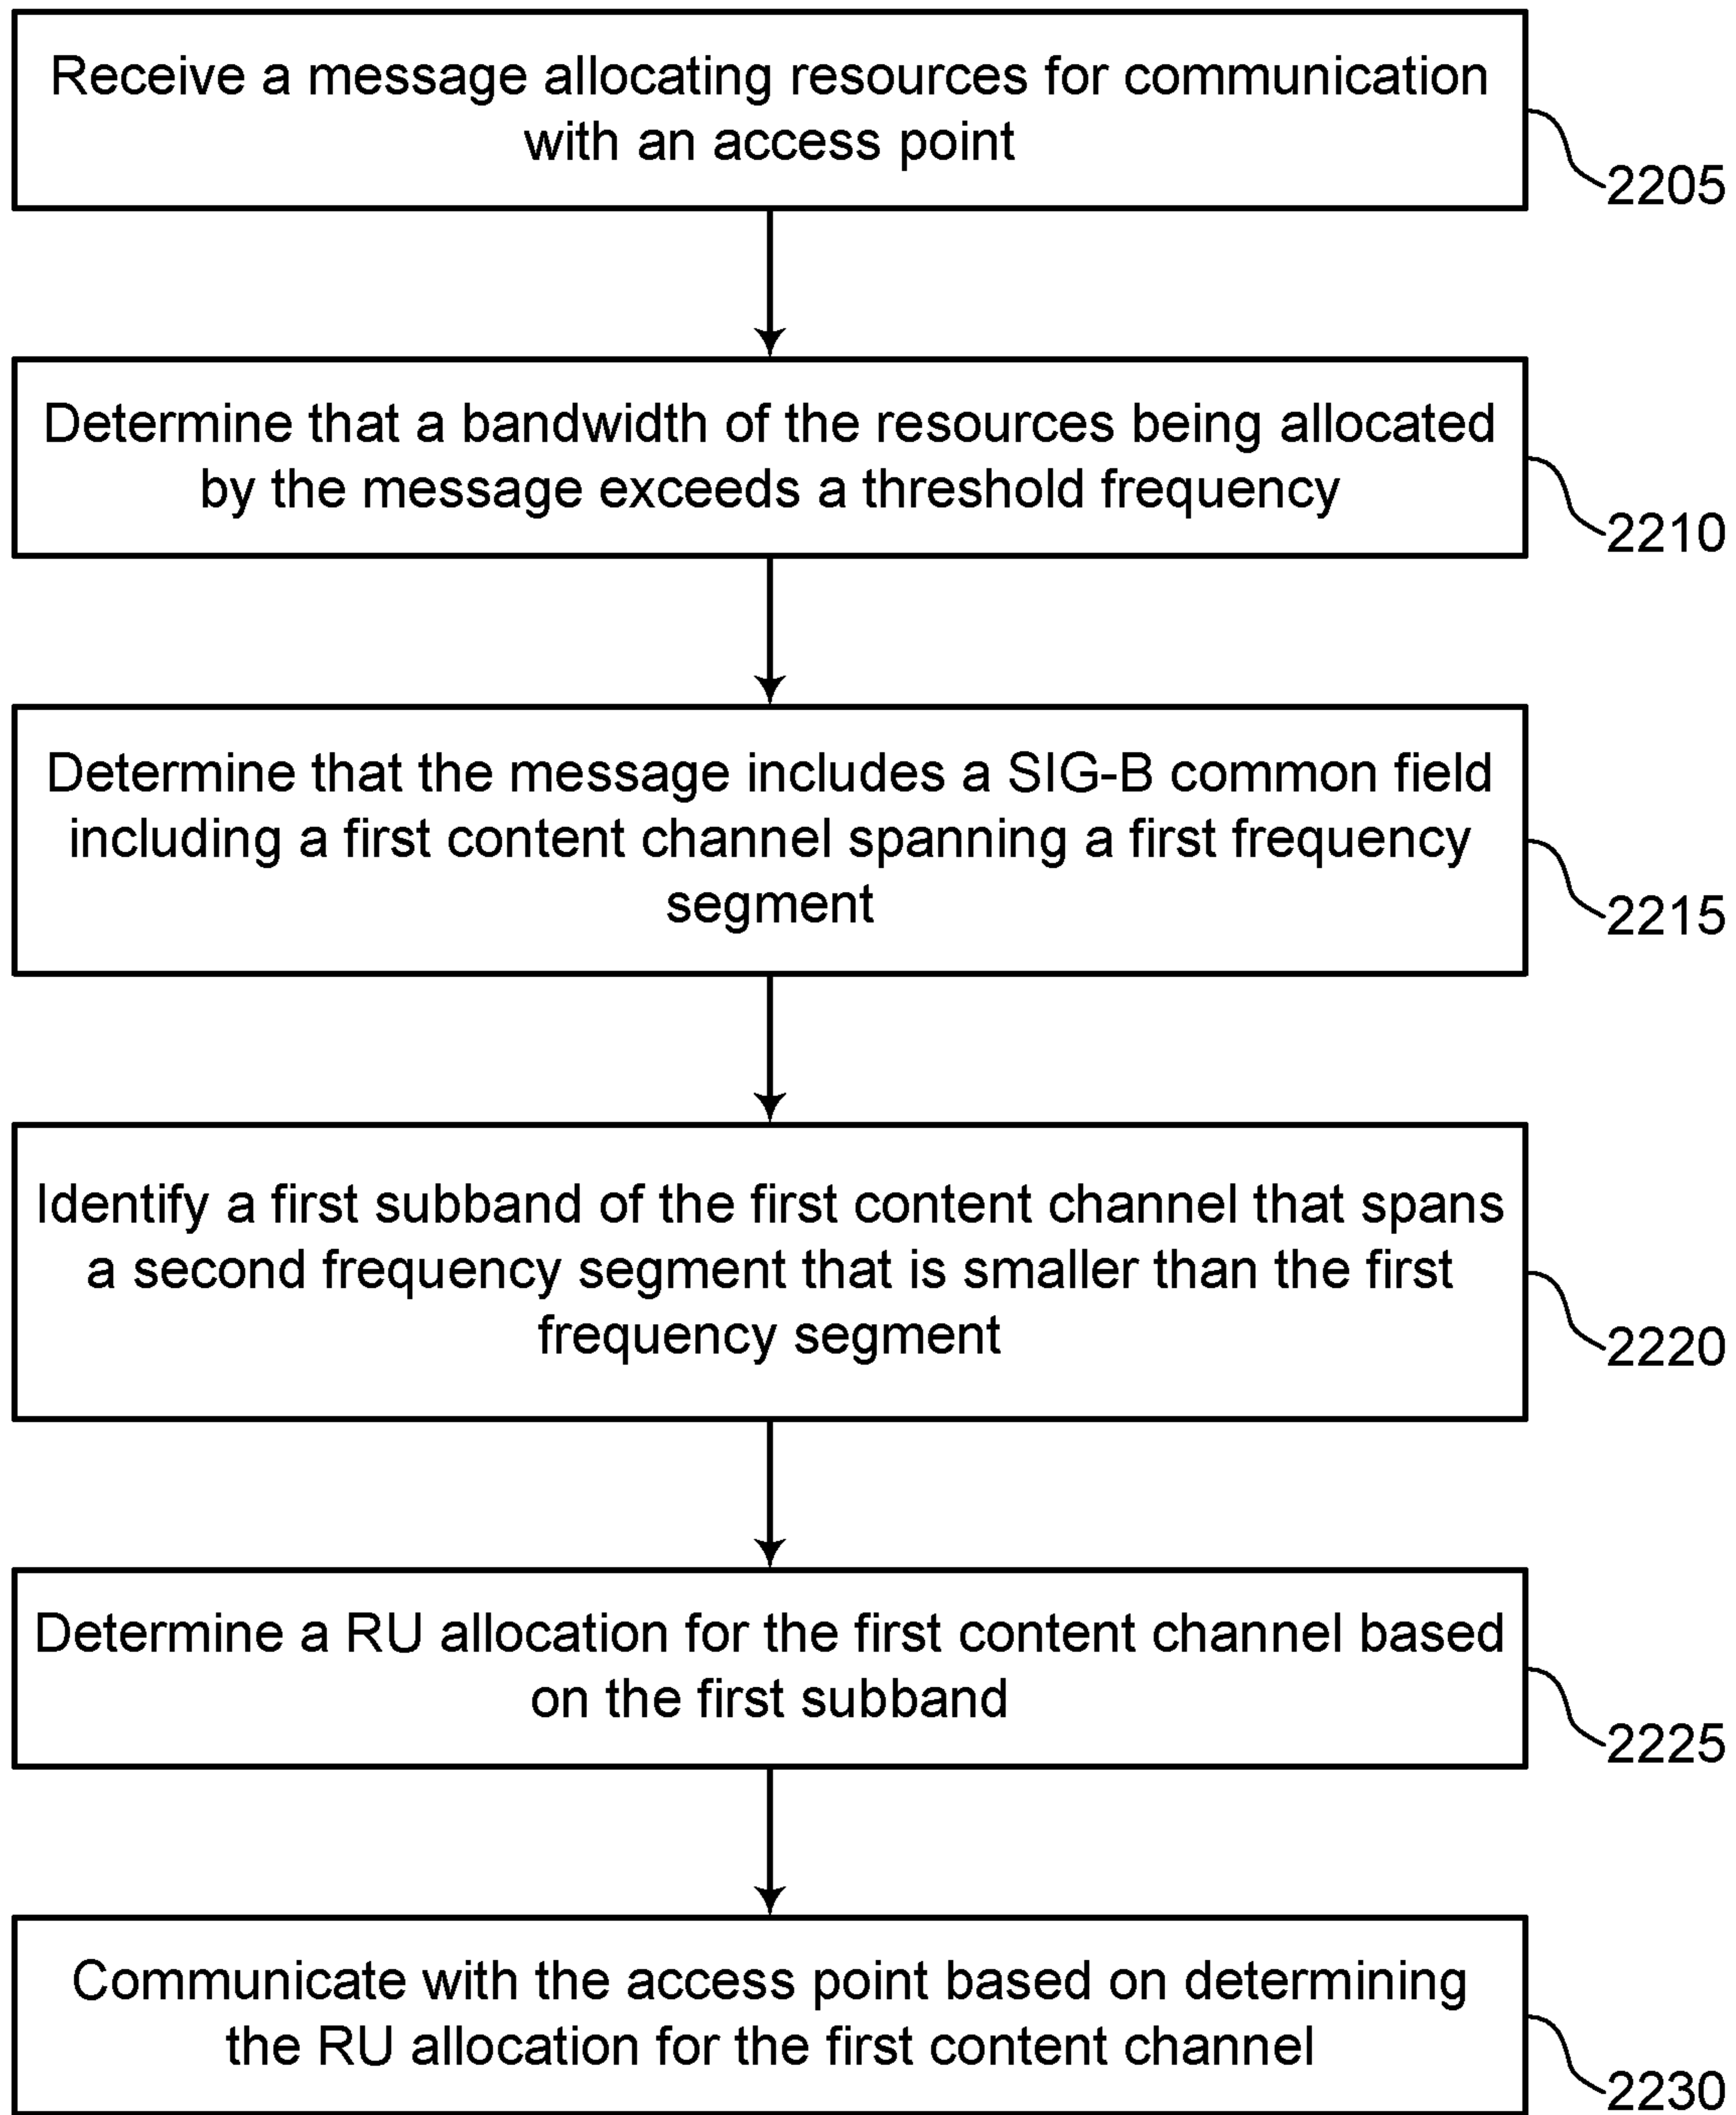 Receive a message allocating resources for communication
with an access point
2205
Determine that a bandwidth of the resources being allocated
by the message exceeds a threshold frequency
2210
Determine that the message includes a SIG-B common field
including a first content channel spanning a first frequency
segment
2215
Identify a first subband of the first content channel that spans
a second frequency segment that is smaller than the first
frequency segment
2220
Determine a RU allocation for the first content channel based
on the first subband
2225
Communicate with the access point based on determining
the RU allocation for the first content channel
2230